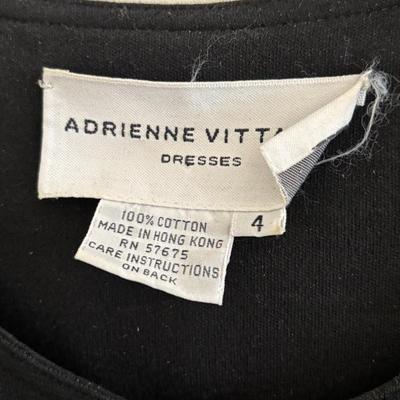 ADRIENNE VITTA
DRESSES
4
100% COTTON
MADE IN HONG KONG
RN 57675
CARE INSTRUCTIONS
ON BACK